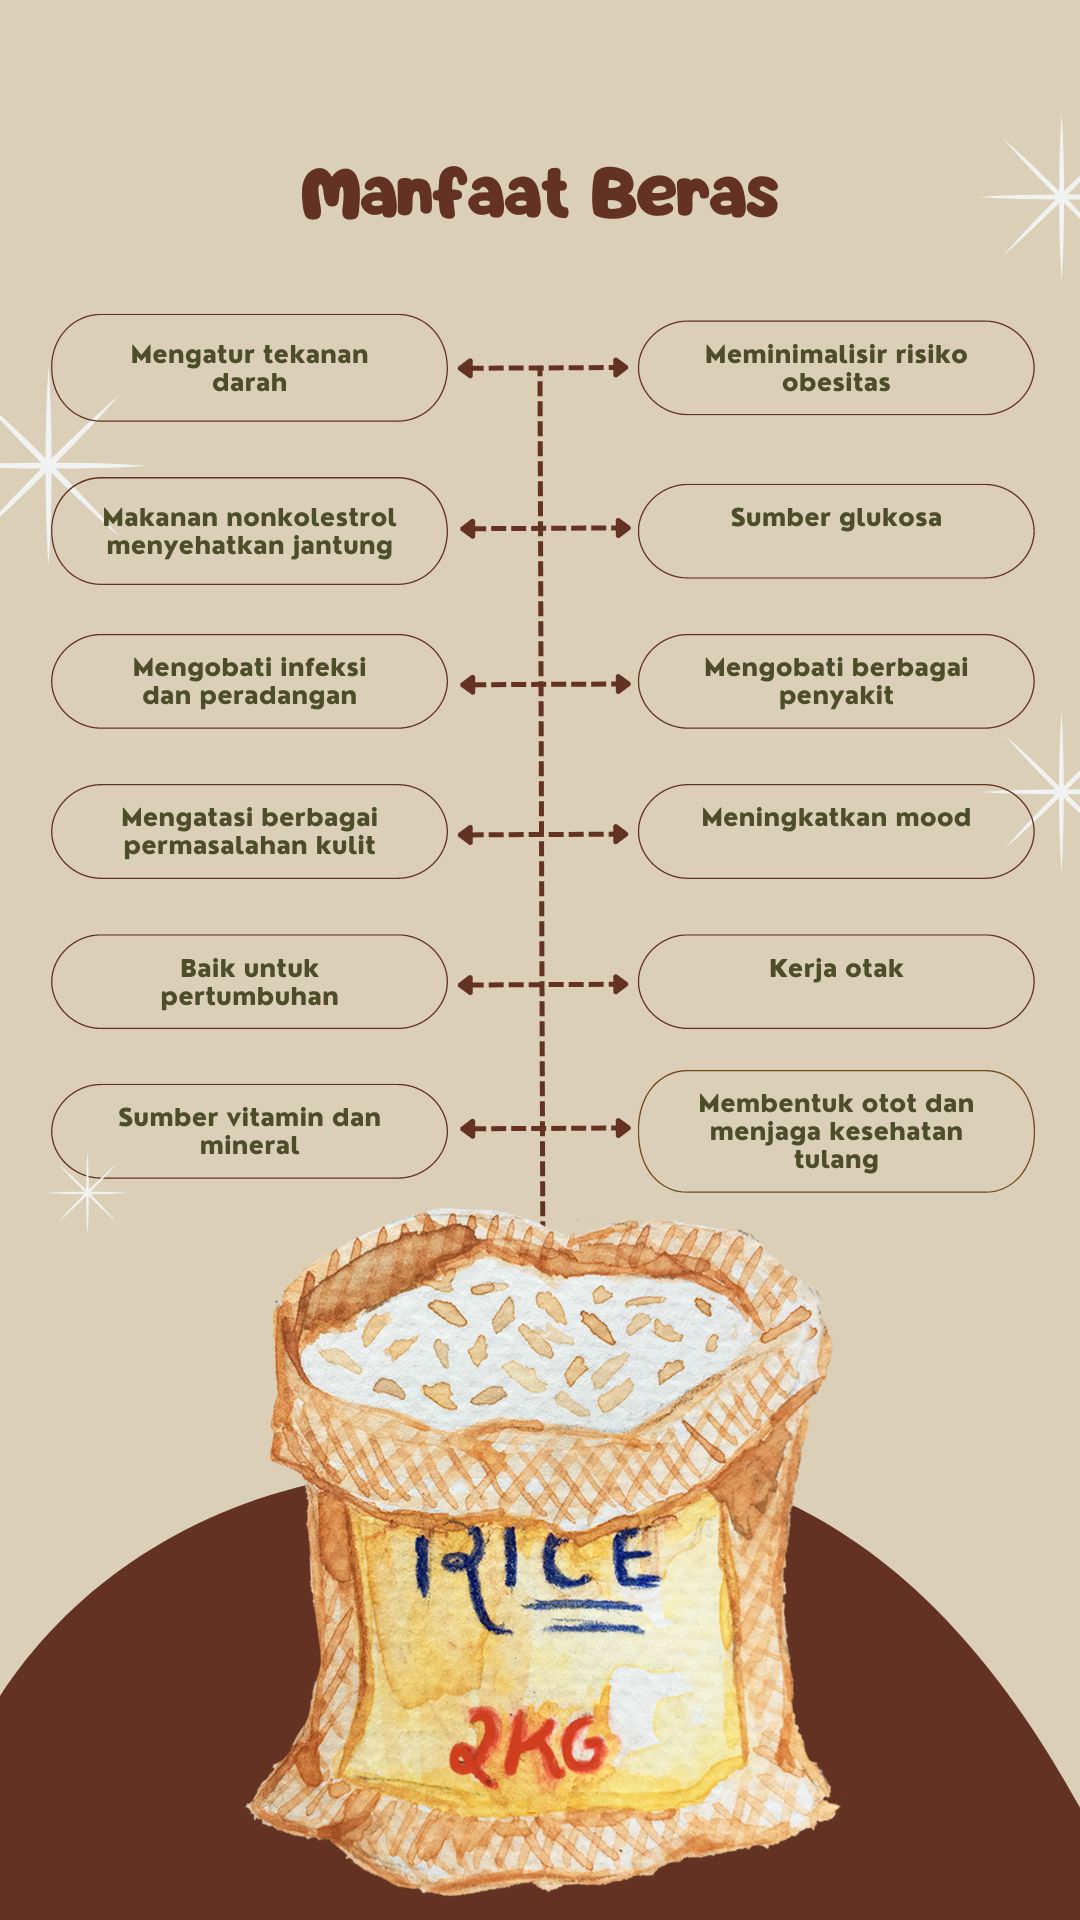 Manfaat Beras
Mengatur tekanan
darah
Meminimalisir risiko
obesitas
Makanan nonkolestrol
menyehatkan jantung
Sumber glukosa
Mengobati infeksi
dan peradangan
Mengobati berbagai
penyakit
Mengatasi berbagai
permasalahan kulit
Meningkatkan mood
Baik untuk
pertumbuhan
Kerja otak
Sumber vitamin dan
mineral
Membentuk otot dan
menjaga kesehatan
tulang
RICE
2KG